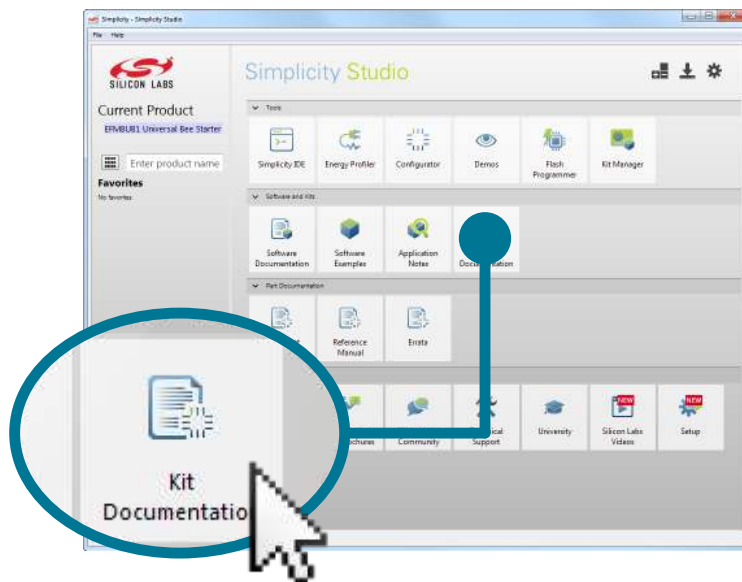 Simplicity - Simplicity Studio
File Help
SILICON LABS
Simplicity Studio
Current Product
EFM8UB1 Universal Bee Starter
Enter product name
Favorites
No favorites
Tools
Simplicity IDE
Energy Profiler
Configurator
Demos
Flash
Programmer
Kit Manager
Software and Kits
Software
Documentation
Software
Examples
Application
Notes
Part Documentation
Reference
Manual
Errata
Community
Support
University
NEW
Silicon Labs
Videos
NEW
Setup
Kit
Documentatio